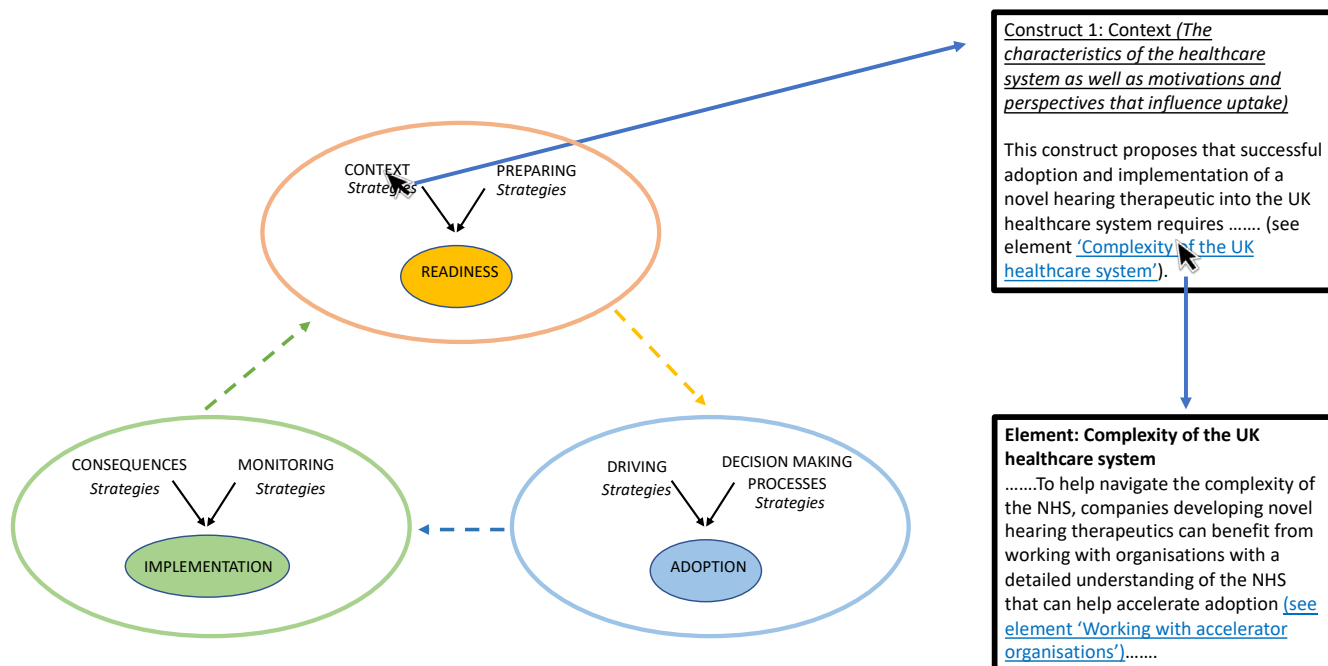 CONTEXT
Strategies
PREPARING
Strategies
READINESS
CONSEQUENCES
Strategies
MONITORING
Strategies
IMPLEMENTATION
DRIVING
Strategies
DECISION MAKING
PROCESSES
Strategies
ADOPTION
Construct 1: Context (The
characteristics of the healthcare
system as well as motivations and
perspectives that influence uptake)
This construct proposes that successful
adoption and implementation of a
novel hearing therapeutic into the UK
healthcare system requires ....... (see
element ‘Complexity of the UK
healthcare system’).
Element: Complexity of the UK
healthcare system
.......To help navigate the complexity of
the NHS, companies developing novel
hearing therapeutics can benefit from
working with organisations with a
detailed understanding of the NHS
that can help accelerate adoption (see
element ‘Working with accelerator
organisations’).......